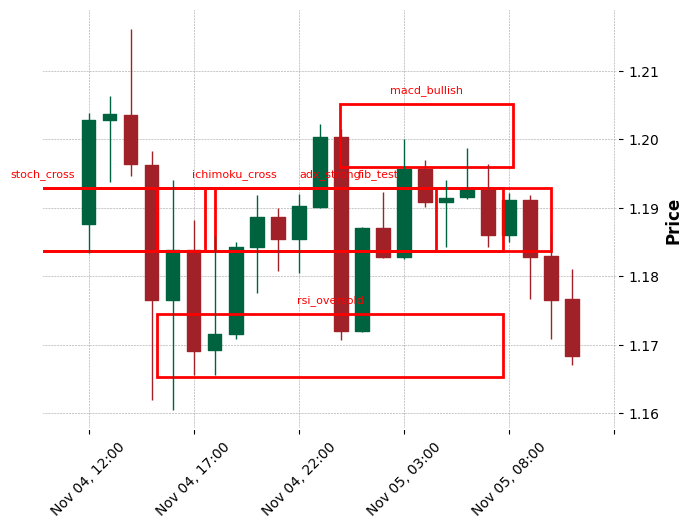 1.21
macd_bullish
1.20
stoch_cross
ichimoku_cross
adx_strong
fib_test
1.19
Price
1.18
rsi_oversold
1.17
1.16
Nov 04, 12:00
Nov 04, 17:00
Nov 04, 22:00
Nov 05, 03:00
Nov 05, 08:00